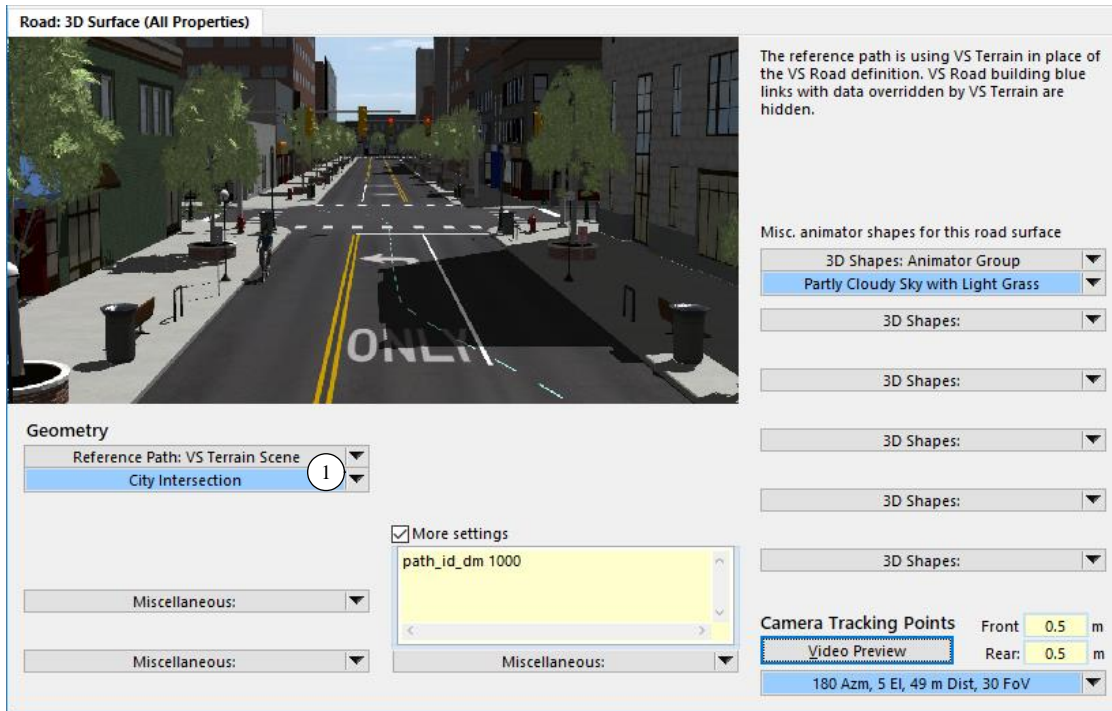 Road: 3D Surface (All Properties)
ONLY
The reference path is using VS Terrain in place of
the VS Road definition. VS Road building blue
links with data overridden by VS Terrain are
hidden.
Misc. animator shapes for this road surface
3D Shapes: Animator Group
Partly Cloudy Sky with Light Grass
3D Shapes:
3D Shapes:
3D Shapes:
3D Shapes:
3D Shapes:
Geometry
Reference Path: VS Terrain Scene
City Intersection
1
Miscellaneous:
Miscellaneous:
More settings
path_id_dm 1000
Miscellaneous:
Camera Tracking Points
Front 0.5 m
Video Preview
Rear: 0.5 m
180 Azm, 5 El, 49 m Dist, 30 FoV